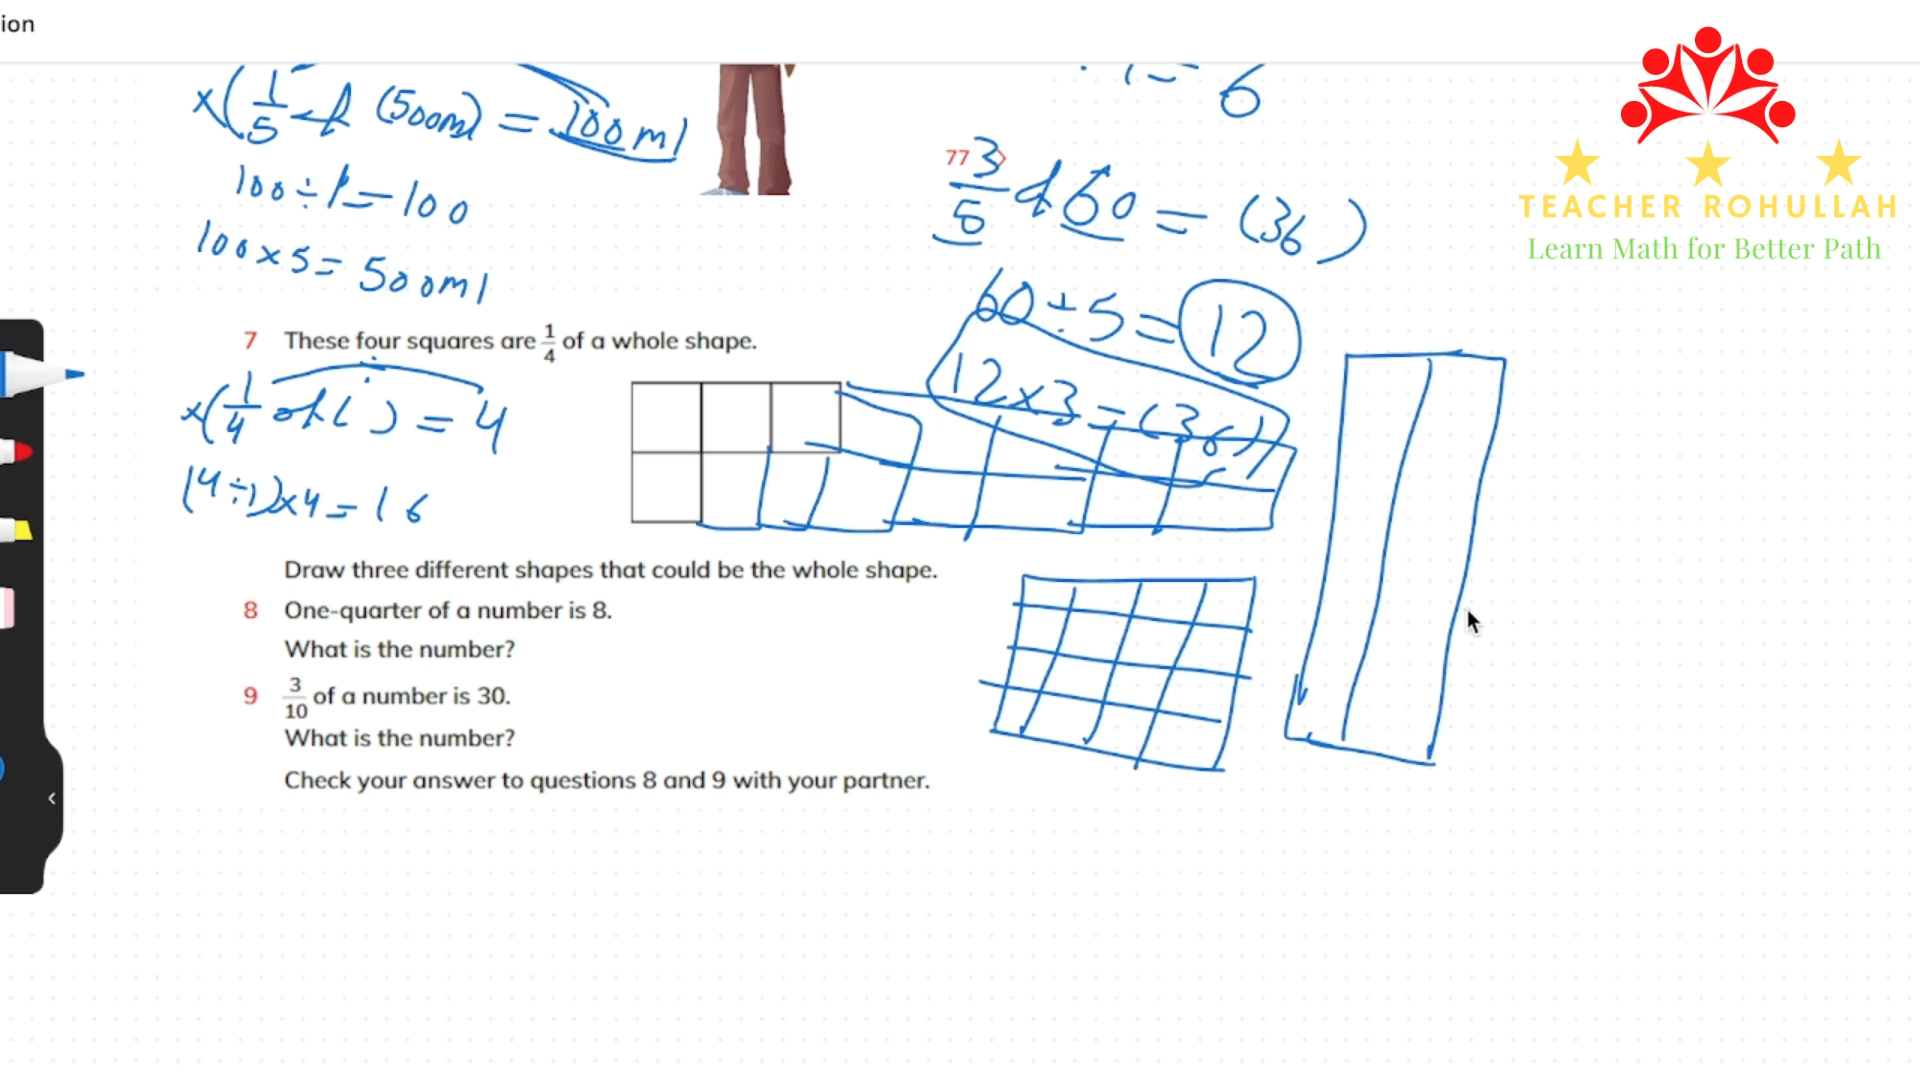 ion
×(1/5 of (500ml) = 100ml
100÷1=100
100×5=500ml
= 6
77
3/5 of 60 = (36)
60÷5=12
12×3=(36)
TEACHER ROHULLAH
Learn Math for Better Path
7 These four squares are 1/4 of a whole shape.
×(1/4 of ( ) = 4
(4÷1)×4=16
Draw three different shapes that could be the whole shape.
8 One-quarter of a number is 8.
What is the number?
9 3/10 of a number is 30.
What is the number?
Check your answer to questions 8 and 9 with your partner.